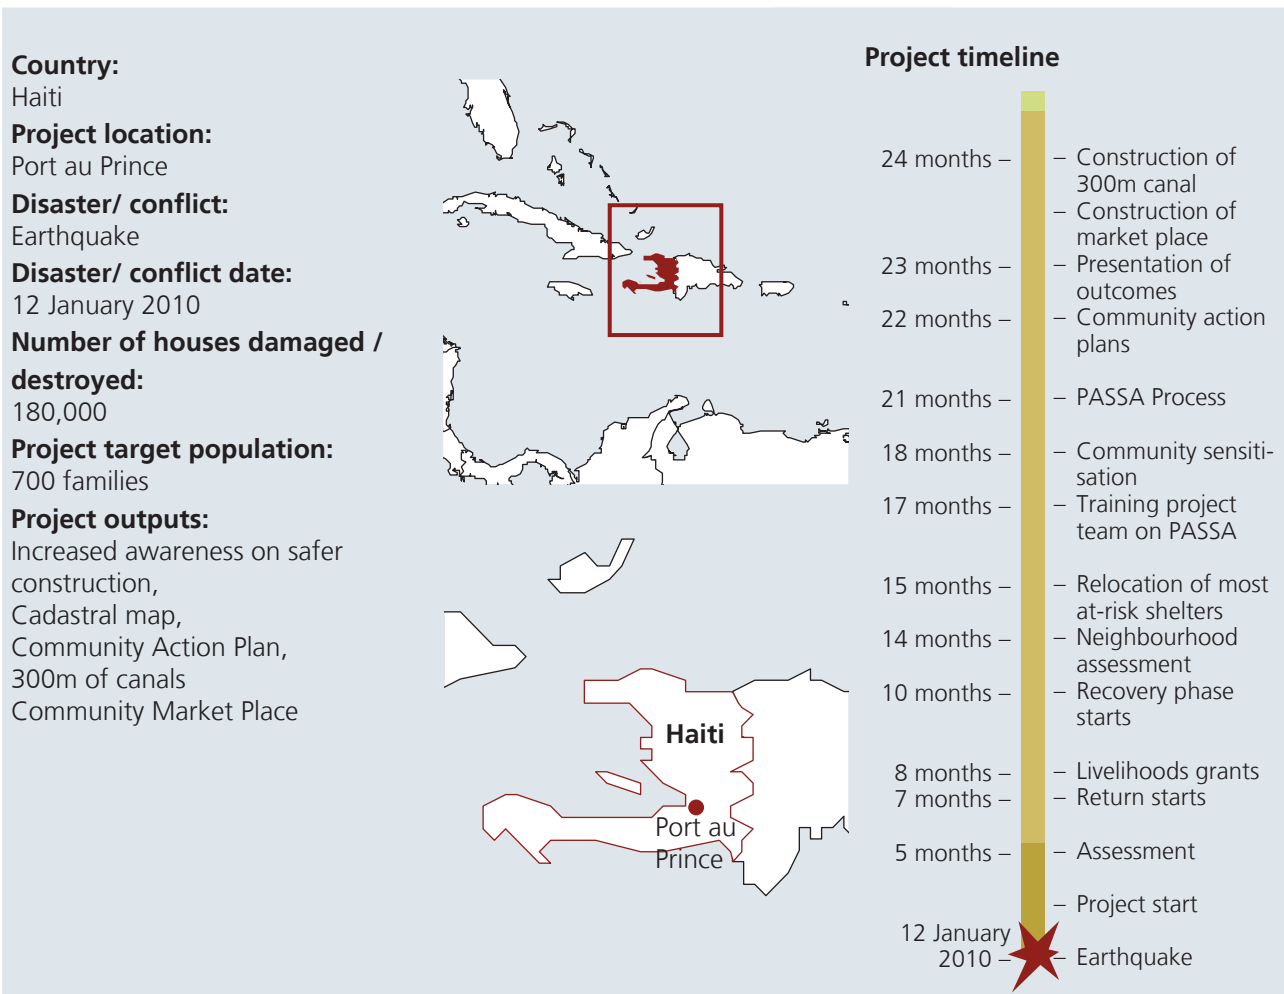 Country:
Haiti
Project location:
Port au Prince
Disaster/ conflict:
Earthquake
Disaster/ conflict date:
12 January 2010
Number of houses damaged /
destroyed:
180,000
Project target population:
700 families
Project outputs:
Increased awareness on safer
construction,
Cadastral map,
Community Action Plan,
300m of canals
Community Market Place
Haiti
Port au
Prince
Project timeline
24 months – – Construction of
300m canal
– Construction of
market place
23 months – – Presentation of
outcomes
22 months – – Community action
plans
21 months – – PASSA Process
18 months – – Community sensiti-
sation
17 months – – Training project
team on PASSA
15 months – – Relocation of most
at-risk shelters
14 months – – Neighbourhood
assessment
10 months – – Recovery phase
starts
8 months – – Livelihoods grants
7 months – – Return starts
5 months – – Assessment
– Project start
12 January
2010 – – Earthquake